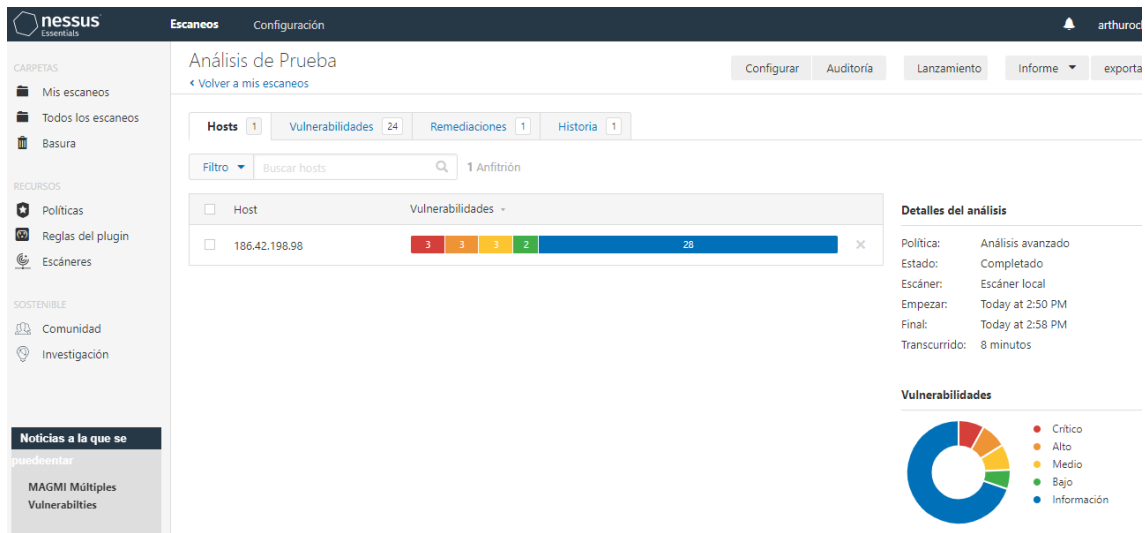 nessus
Essentials
Escaneos
Configuración
CARPETAS
Mis escaneos
Todos los escaneos
Basura
RECURSOS
Políticas
Reglas del plugin
Escáneres
SOSTENIBLE
Comunidad
Investigación
Noticias a la que se
puedeentar
MAGMI Múltiples
Vulnerabilties
Análisis de Prueba
Volver a mis escaneos
Configurar
Auditoría
Lanzamiento
Informe
Hosts 1
Vulnerabilidades 24
Remediaciones 1
Historia 1
Filtro
Buscar hosts
1 Anfitrión
Host
Vulnerabilidades
186.42.198.98
3 3 3 2 28
Detalles del análisis
Política: Análisis avanzado
Estado: Completado
Escáner: Escáner local
Empezar: Today at 2:50 PM
Final: Today at 2:58 PM
Transcurrido: 8 minutos
Vulnerabilidades
Crítico
Alto
Medio
Bajo
Información